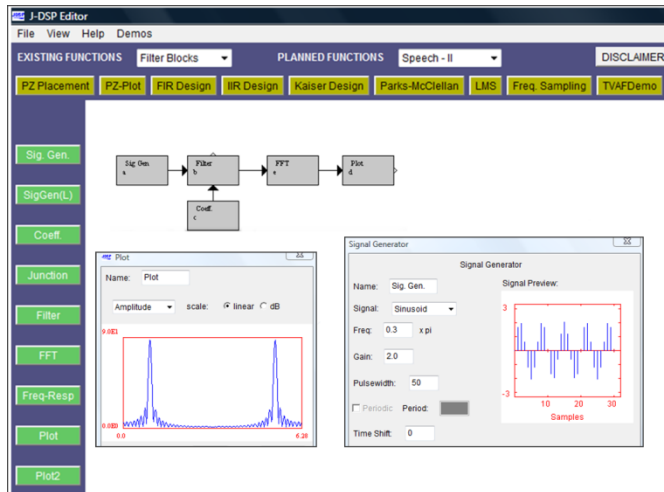 J-DSP Editor
File View Help Demos
EXISTING FUNCTIONS Filter Blocks PLANNED FUNCTIONS Speech - II DISCLAIMER
PZ Placement PZ-Plot FIR Design IIR Design Kaiser Design Parks-McClellan LMS Freq. Sampling TVAFDemo
Sig. Gen.
SigGen(L)
Coeff.
Junction
Filter
FFT
Freq-Resp
Plot
Plot2
Sig Gen. Filter FFT Plot
a b e d
Coeff.
c
Plot
Name: Plot
Amplitude scale: linear dB
9.0E1
0.0E0
0.0 6.28
Signal Generator
Signal Generator
Name: Sig. Gen. Signal Preview:
Signal: Sinusoid
Freq: 0.3 x pi
Gain: 2.0
Pulsewidth: 50
Periodic Period:
Time Shift: 0
3
-3
10 20 30
Samples